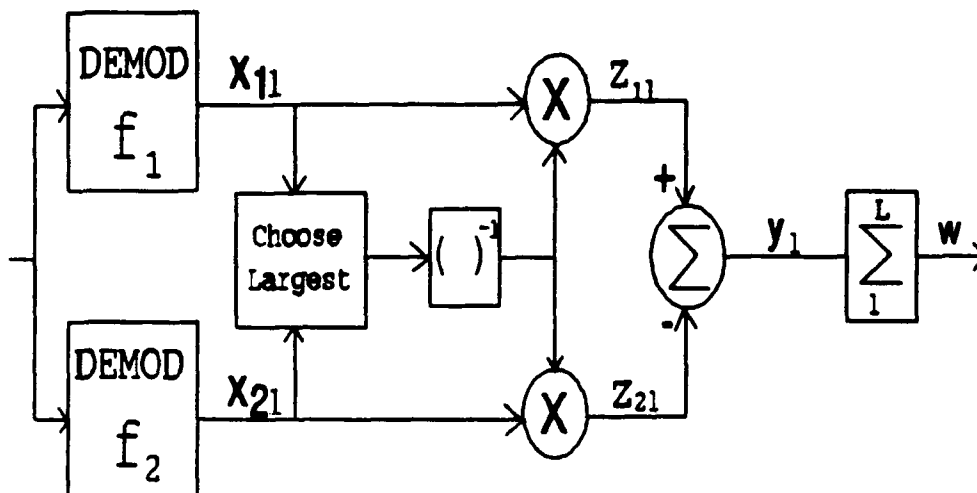 DEMOD
f₁
X₁₁
X
Z₁₁
+
Choose
Largest
( )⁻¹
Σ
-
y₁
L
Σ
1
w
DEMOD
f₂
X₂₁
X
Z₂₁